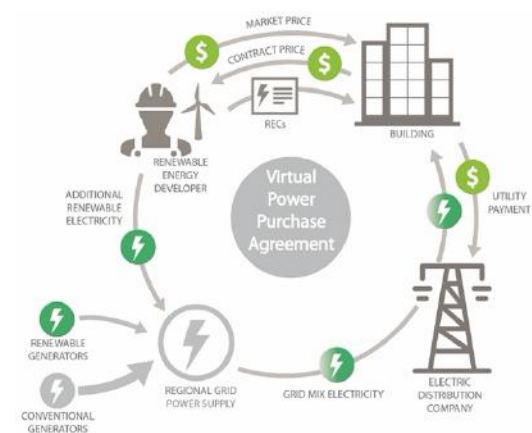 MARKET PRICE
$
CONTRACT PRICE
$
RECs
BUILDING
RENEWABLE
ENERGY
DEVELOPER
Virtual
Power
Purchase
Agreement
$
UTILITY
PAYMENT
ADDITIONAL
RENEWABLE
ELECTRICITY
RENEWABLE
GENERATORS
CONVENTIONAL
GENERATORS
REGIONAL GRID
POWER SUPPLY
GRID MIX ELECTRICITY
ELECTRIC
DISTRIBUTION
COMPANY